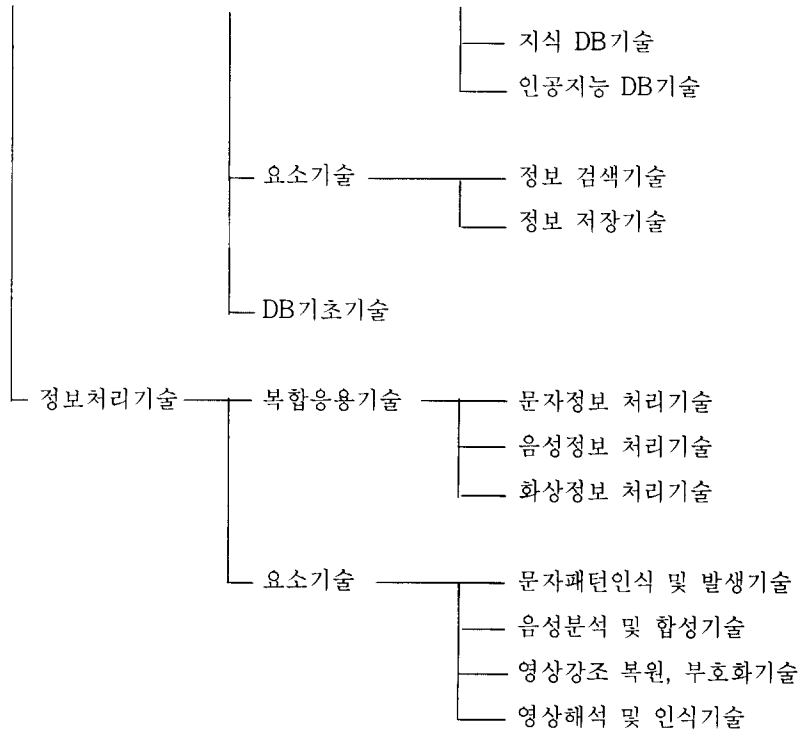 지식 DB기술
인공지능 DB기술
요소기술 정보 검색기술
정보 저장기술
DB기초기술
정보처리기술 복합응용기술 문자정보 처리기술
음성정보 처리기술
화상정보 처리기술
요소기술 문자패턴인식 및 발생기술
음성분석 및 합성기술
영상강조 복원, 부호화기술
영상해석 및 인식기술